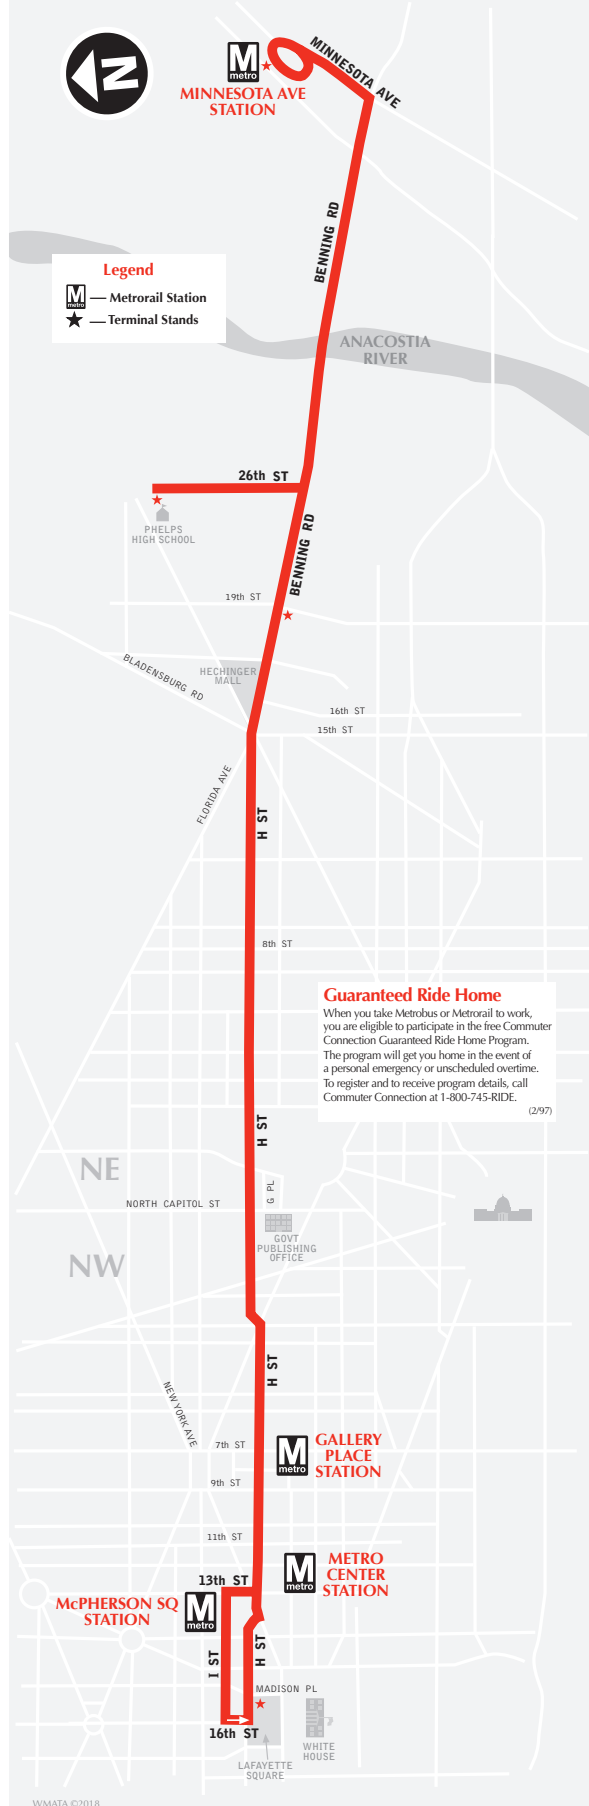 N
M
metro
MINNESOTA AVE
STATION
MINNESOTA AVE
BENNING RD
Legend
M
metro
— Metrorail Station
— Terminal Stands
ANACOSTIA
RIVER
26th ST
PHELPS
HIGH SCHOOL
BENNING RD
19th ST
BLADENSBURG RD
HECHINGER
MALL
16th ST
15th ST
FLORIDA AVE
H ST
8th ST
Guaranteed Ride Home
When you take Metrobus or Metrorail to work,
you are eligible to participate in the free Commuter
Connection Guaranteed Ride Home Program.
The program will get you home in the event of
a personal emergency or unscheduled overtime.
To register and to receive program details, call
Commuter Connection at 1-800-745-RIDE.
(2/97)
H ST
NE
G PL
NORTH CAPITOL ST
GOVT
PUBLISHING
OFFICE
NW
H ST
NEW YORK AVE
7th ST
M
metro
GALLERY
PLACE
STATION
9th ST
11th ST
M
metro
METRO
CENTER
STATION
13th ST
McPHERSON SQ
STATION
M
metro
I ST
H ST
MADISON PL
16th ST
WHITE
HOUSE
LAFAYETTE
SQUARE
WMATA ©2018